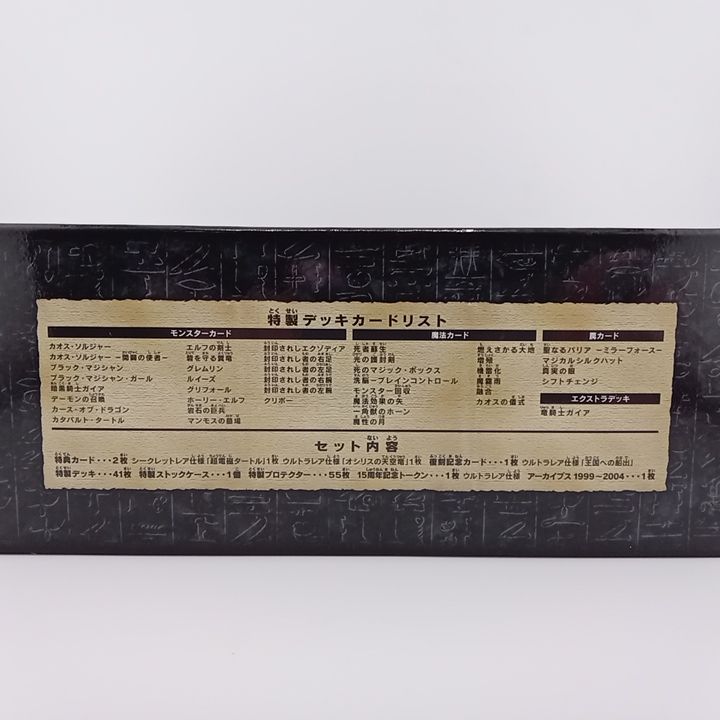 特製デッキカードリスト
モンスターカード
カオス・ソルジャー
カオス・ソルジャー ー開闢の使者ー
ブラック・マジシャン
ブラック・マジシャン・ガール
暗黒騎士ガイア
デーモンの召喚
カース・オブ・ドラゴン
カタパルト・タートル
エルフの剣士
砦を守る翼竜
グレムリン
ルイーズ
グリフォール
ホーリー・エルフ
岩石の巨兵
マンモスの墓場
封印されしエクゾディア
封印されし者の右足
封印されし者の左足
封印されし者の右腕
封印されし者の左腕
クリボー
魔法カード
死者蘇生
光の護封剣
死のマジック・ボックス
洗脳ーブレインコントロール
モンスター回収
魔法効果の矢
一角獣のホーン
魔性の月
燃えさかる大地
増殖
機雷化
魔霧雨
融合
カオスの儀式
罠カード
聖なるバリア ーミラーフォースー
マジカルシルクハット
真実の眼
シフトチェンジ
エクストラデッキ
竜騎士ガイア
セット内容
特典カード・・・2枚 シークレットレア仕様「超電磁タートル」1枚 ウルトラレア仕様「オシリスの天空竜」1枚 復刻記念カード・・・1枚 ウルトラレア仕様「王国への船出」
特製デッキ・・・41枚 特製ストックケース・・・1個 特製プロテクター・・・55枚 15周年記念トークン・・・1枚 ウルトラレア仕様 アーカイブス1999〜2004・・・1枚